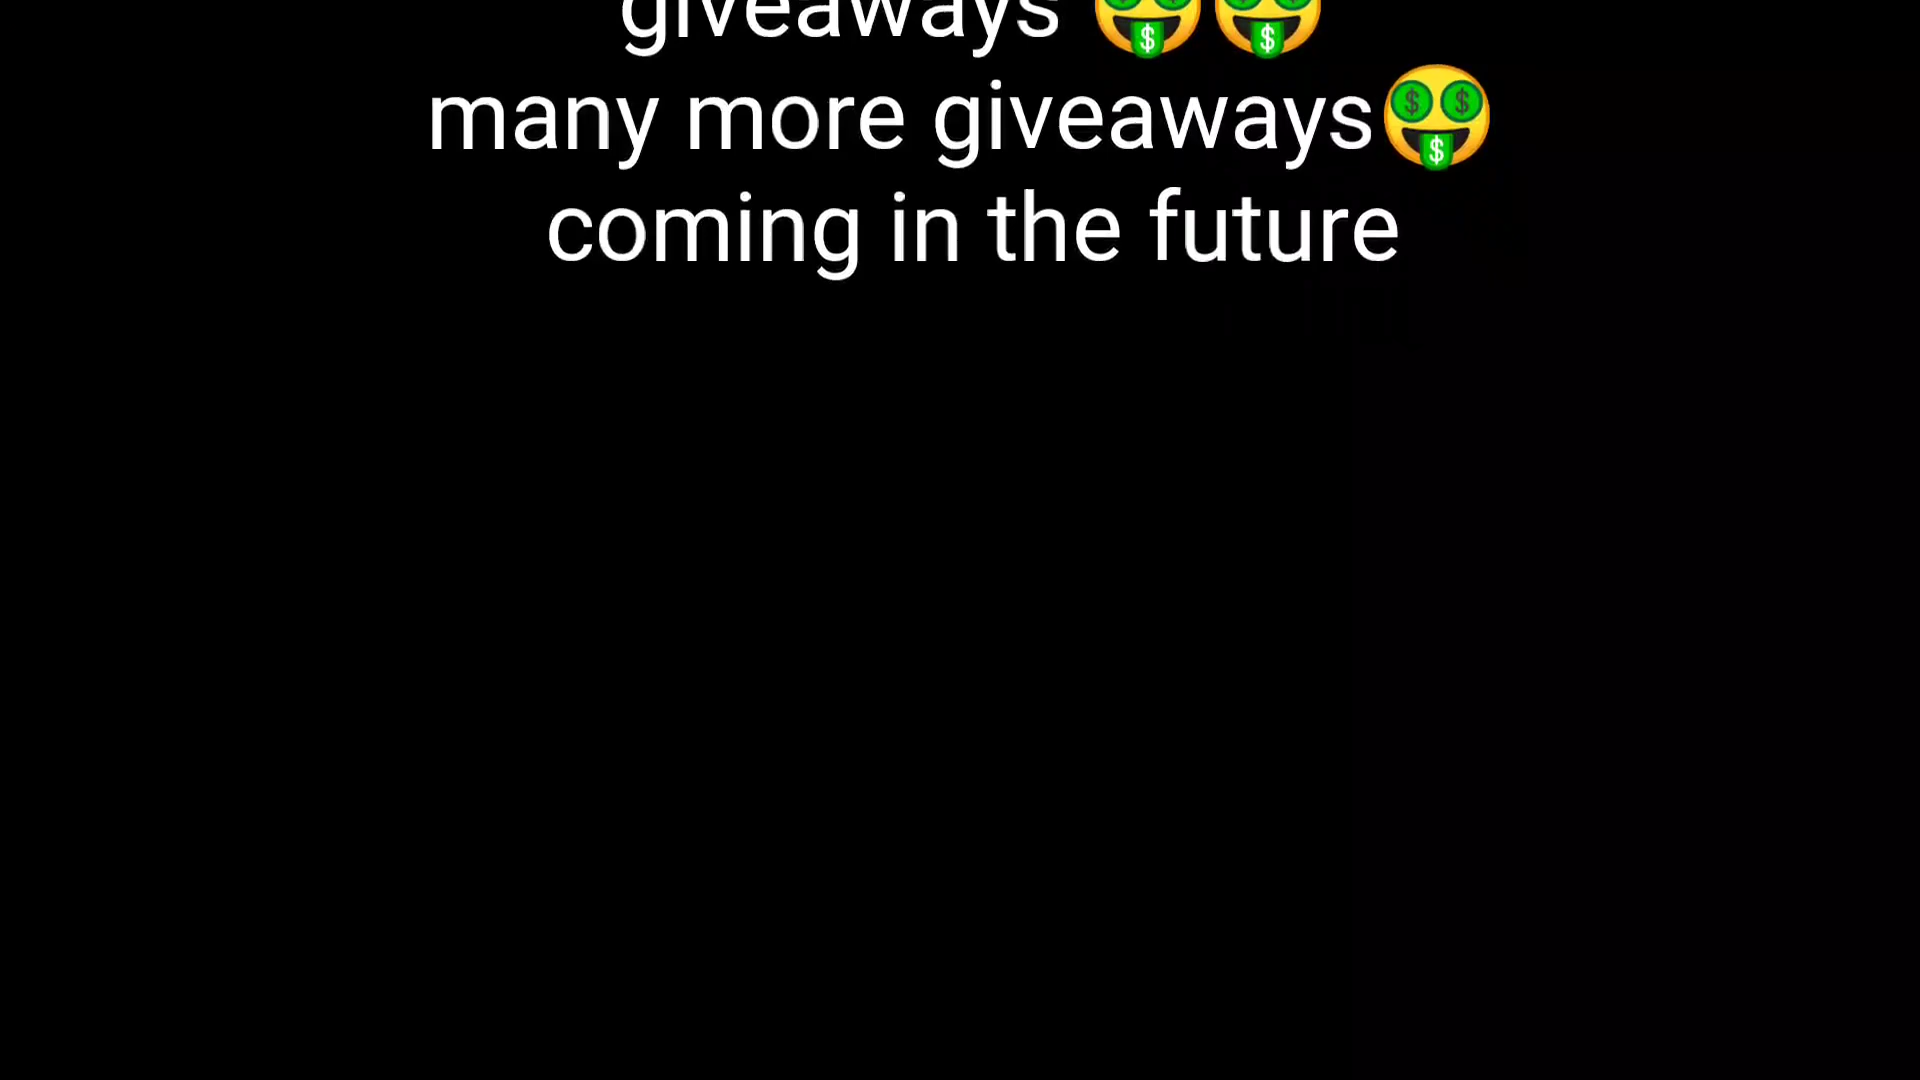 giveaways 🤑🤑
many more giveaways🤑
coming in the future